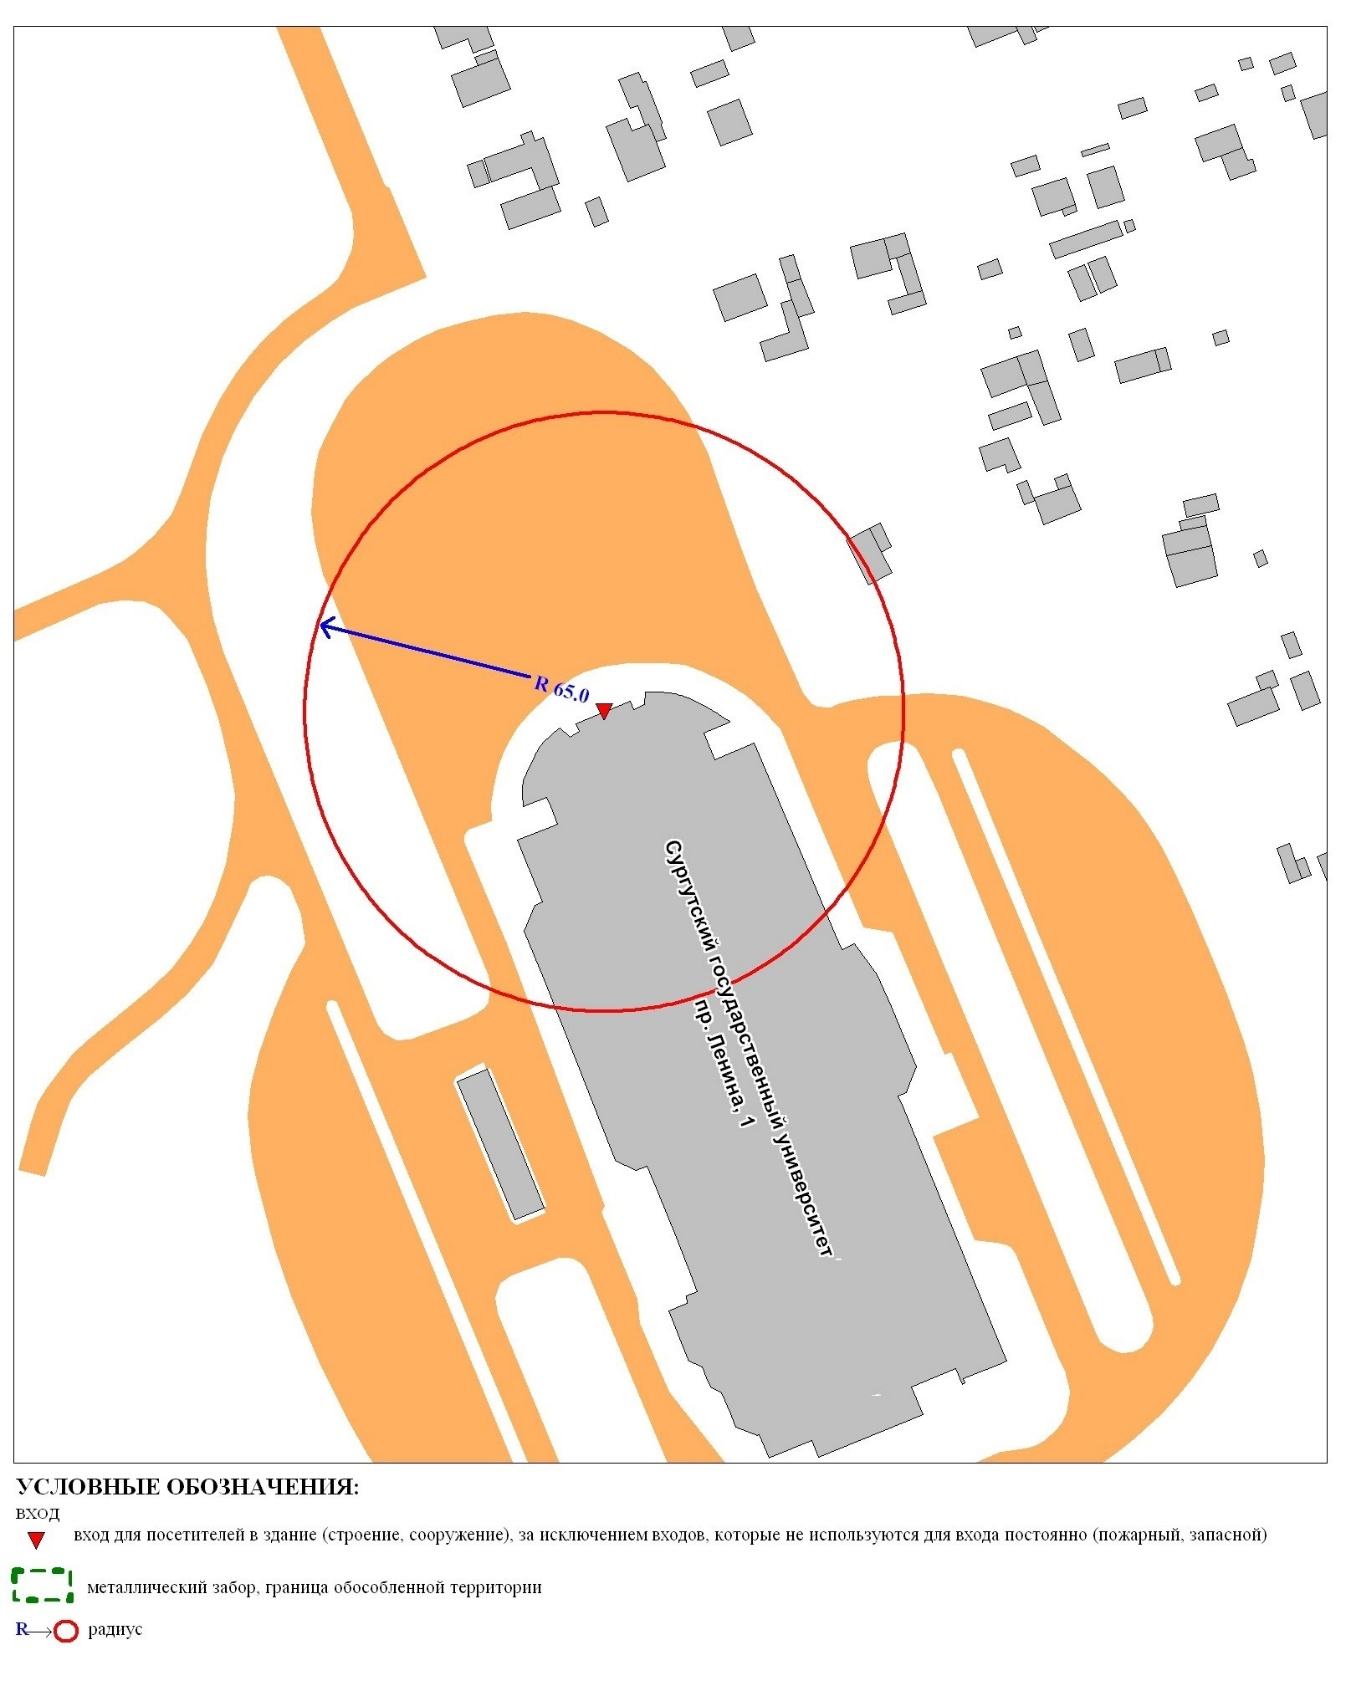 R 65.0
Сургутский государственный университет
пр. Ленина, 1
УСЛОВНЫЕ ОБОЗНАЧЕНИЯ:
ВХОД
вход для посетителей в здание (строение, сооружение), за исключением входов, которые не используются для входа постоянно (пожарный, запасной)
металлический забор, граница обособленной территории
R радиус